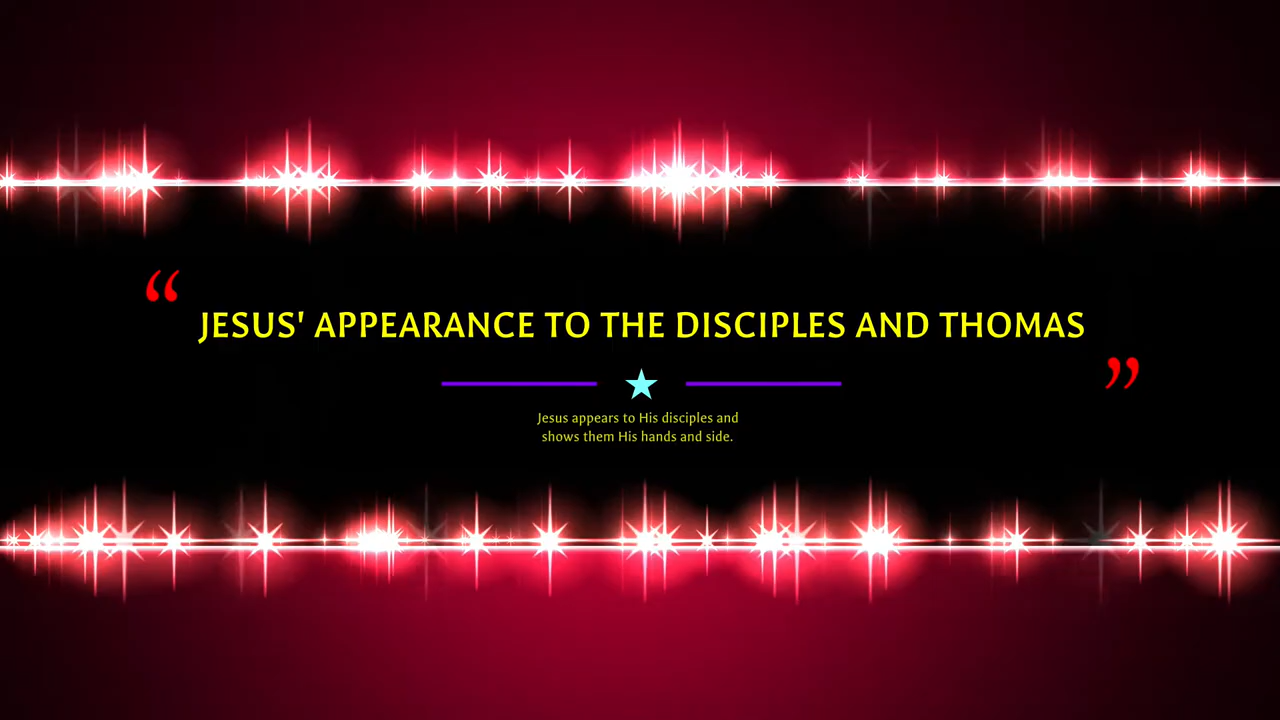 “ JESUS' APPEARANCE TO THE DISCIPLES AND THOMAS ”
Jesus appears to His disciples and
shows them His hands and side.